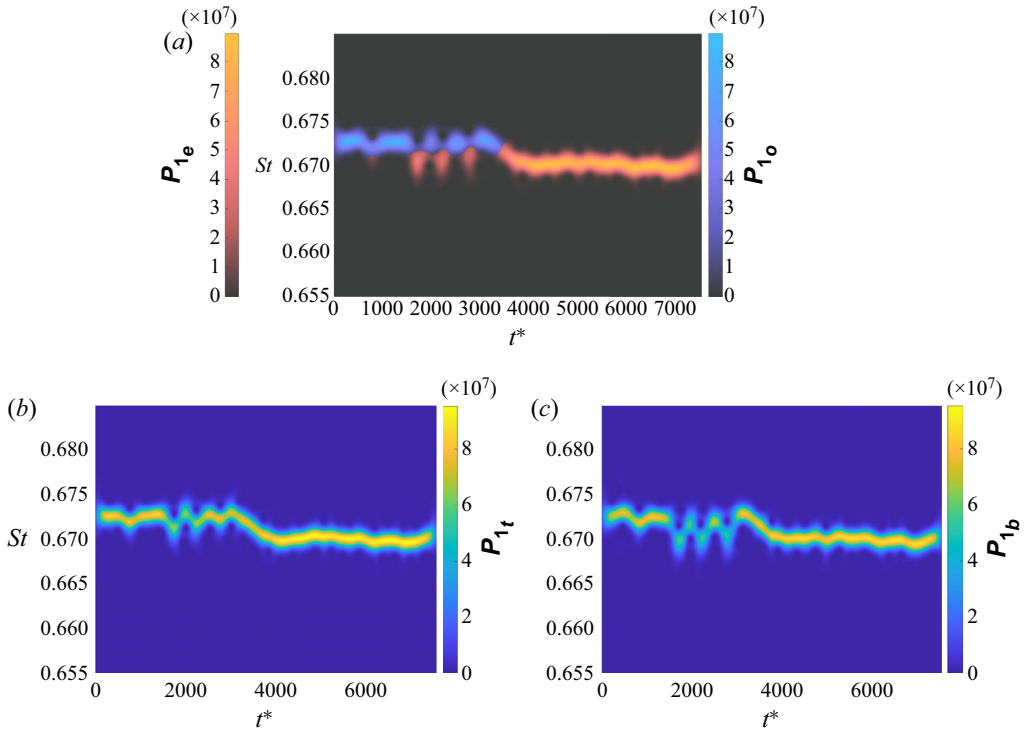 (×10⁷) (×10⁷)
(a)
8 0.680 8
7 7
6 0.675 6
5 5
P₁ₑ St 0.670 P₁ₒ
4 4
3 0.665 3
2 2
0.660
1 1
0 0.655 0
0 1000 2000 3000 4000 5000 6000 7000
t*
(×10⁷) (×10⁷)
(b) (c)
0.680 8 0.680 8
0.675 6 0.675 6
St 0.670 P₁ₜ 0.670 P₁b
4 4
0.665 0.665
0.660 2 0.660 2
0.655 0 0.655 0
0 2000 4000 6000 0 2000 4000 6000
t* t*